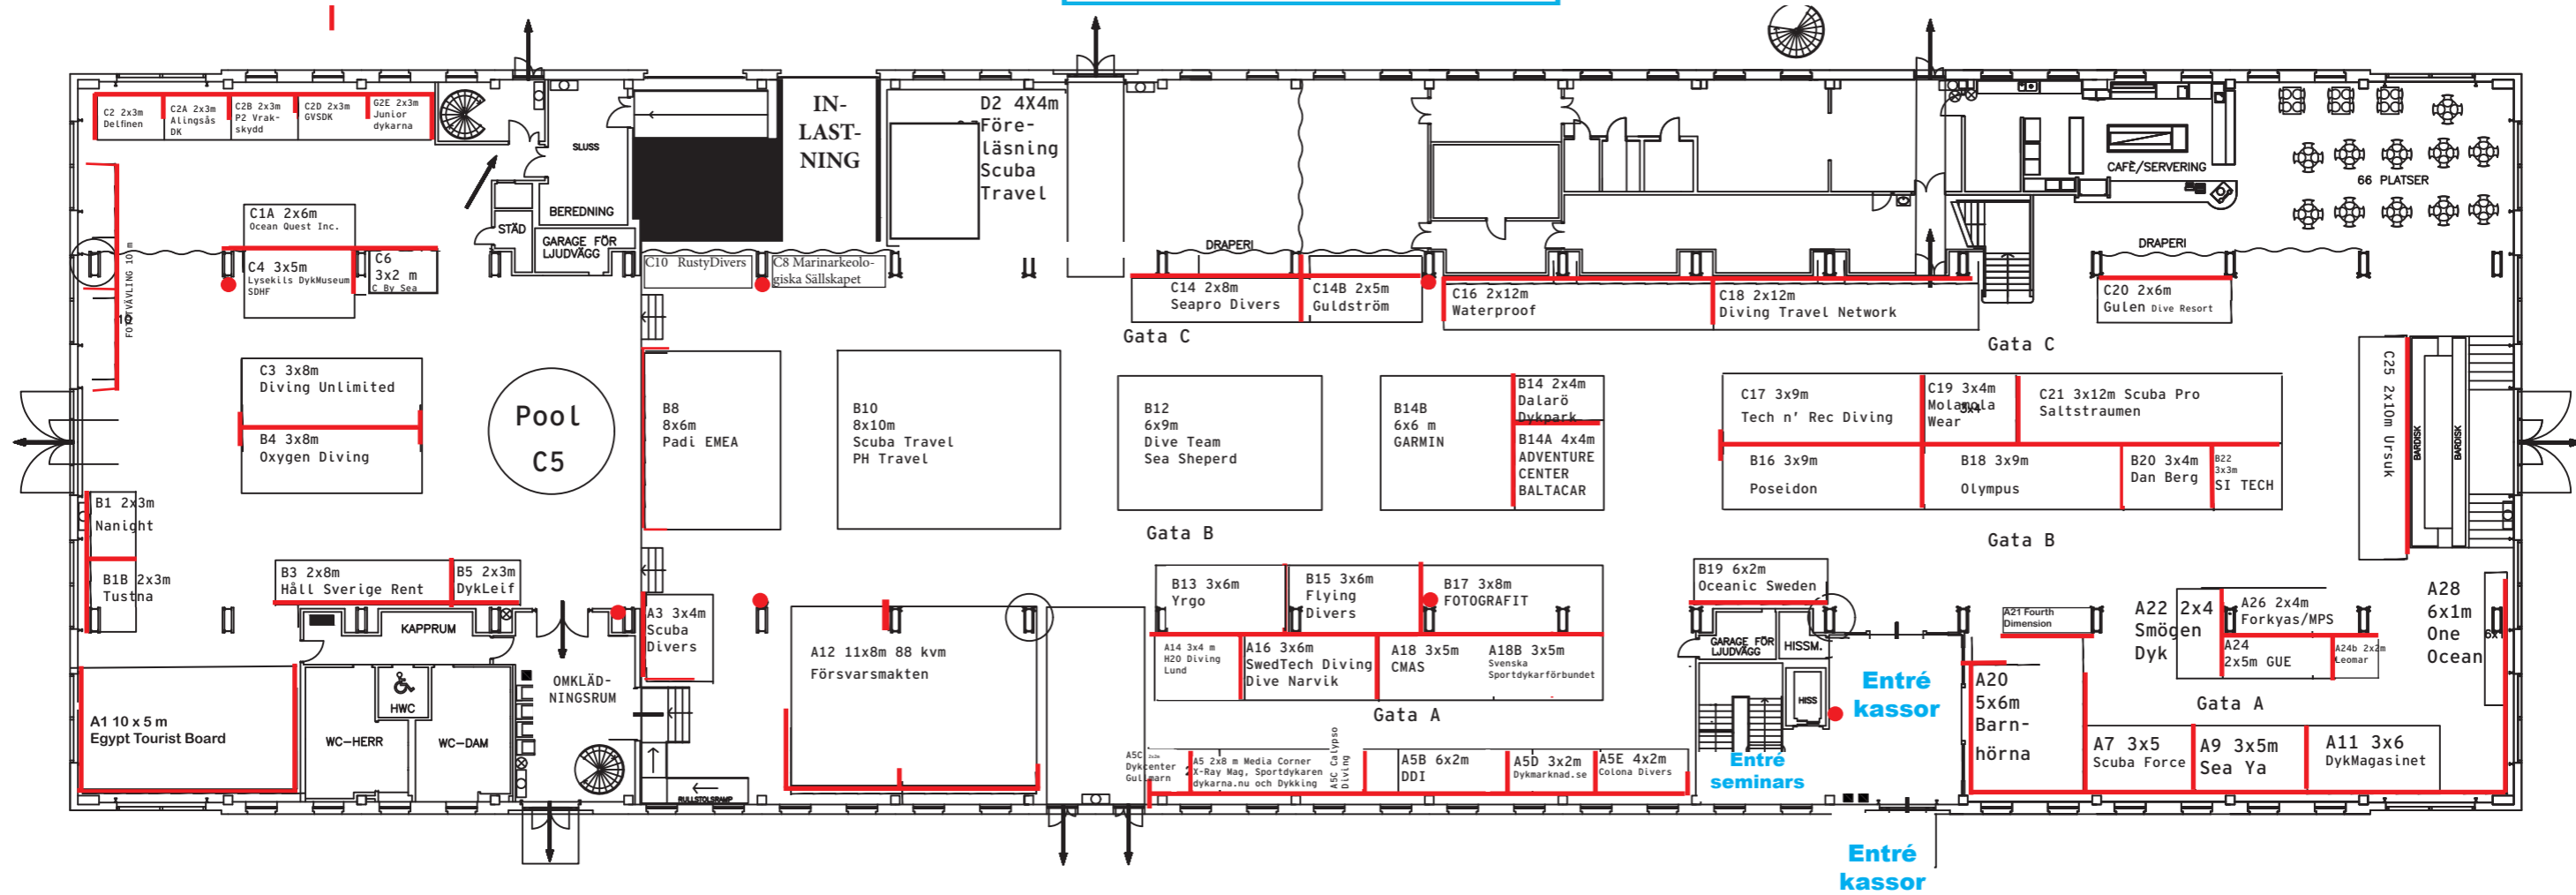 C2 2x3m
Delfinen
C2A 2x3m
Alingsås
DK
C2B 2x3m
P2 Vrak-
skydd
C2D 2x3m
GVSDK
G2E 2x3m
Junior
dykarna
SLUSS
BEREDNING
STÄD
GARAGE FÖR
LJUDVÄGG
IN-
LAST-
NING
D2 4X4m
Före-
läsning
Scuba
Travel
CAFÈ/SERVERING
66 PLATSER
DRAPERI
DRAPERI
C1A 2x6m
Ocean Quest Inc.
C4 3x5m
Lysekils DykMuseum
SDHF
C6
3x2 m
C By Sea
C10 RustyDivers
C8 Marinarkeolo-
giska Sällskapet
C14 2x8m
Seapro Divers
C14B 2x5m
Guldström
C16 2x12m
Waterproof
C18 2x12m
Diving Travel Network
C20 2x6m
Gulen Dive Resort
Gata C
Gata C
C3 3x8m
Diving Unlimited
B4 3x8m
Oxygen Diving
Pool
C5
B8
8x6m
Padi EMEA
B10
8x10m
Scuba Travel
PH Travel
B12
6x9m
Dive Team
Sea Sheperd
B14B
6x6 m
GARMIN
B14 2x4m
Dalarö
Dykpark
B14A 4x4m
ADVENTURE
CENTER
BALTACAR
C17 3x9m
Tech n' Rec Diving
C19 3x4m
Molamola
Wear
3x4
C21 3x12m Scuba Pro
Saltstraumen
B16 3x9m
Poseidon
B18 3x9m
Olympus
B20 3x4m
Dan Berg
B22
3x3m
SI TECH
C25 2x10m Ursuk
BARDISK
BARDISK
B1 2x3m
Nanight
B1B 2x3m
Tustna
Gata B
Gata B
B3 2x8m
Håll Sverige Rent
B5 2x3m
DykLeif
KAPPRUM
A3 3x4m
Scuba
Divers
B13 3x6m
Yrgo
B15 3x6m
Flying
Divers
B17 3x8m
FOTOGRAFIT
B19 6x2m
Oceanic Sweden
A12 11x8m 88 kvm
Försvarsmakten
A14 3x4 m
H2O Diving
Lund
A16 3x6m
SwedTech Diving
Dive Narvik
A18 3x5m
CMAS
A18B 3x5m
Svenska
Sportdykarförbundet
GARAGE FÖR
LJUDVÄGG
HISSM.
HISS
A21 Fourth
Dimension
A22 2x4
Smögen
Dyk
A26 2x4m
Forkyas/MPS
A24
2x5m GUE
A24b 2x2m
Leomar
A28
6x1m
One
Ocean
A1 10 x 5 m
Egypt Tourist Board
WC-HERR
HWC
WC-DAM
OMKLÄD-
NINGSRUM
RULLSTOLSRAMP
Gata A
Gata A
Entré
kassor
A20
5x6m
Barn-
hörna
A7 3x5
Scuba Force
A9 3x5m
Sea Ya
A11 3x6
DykMagasinet
Dykcenter
Gullmarn
A5 2x8 m Media Corner
X-Ray Mag, Sportdykaren
dykarna.nu och Dykking
A5C Calypso
Diving
A5B 6x2m
DDI
A5D 3x2m
Dykmarknad.se
A5E 4x2m
Colona Divers
Entré
seminars
Entré
kassor